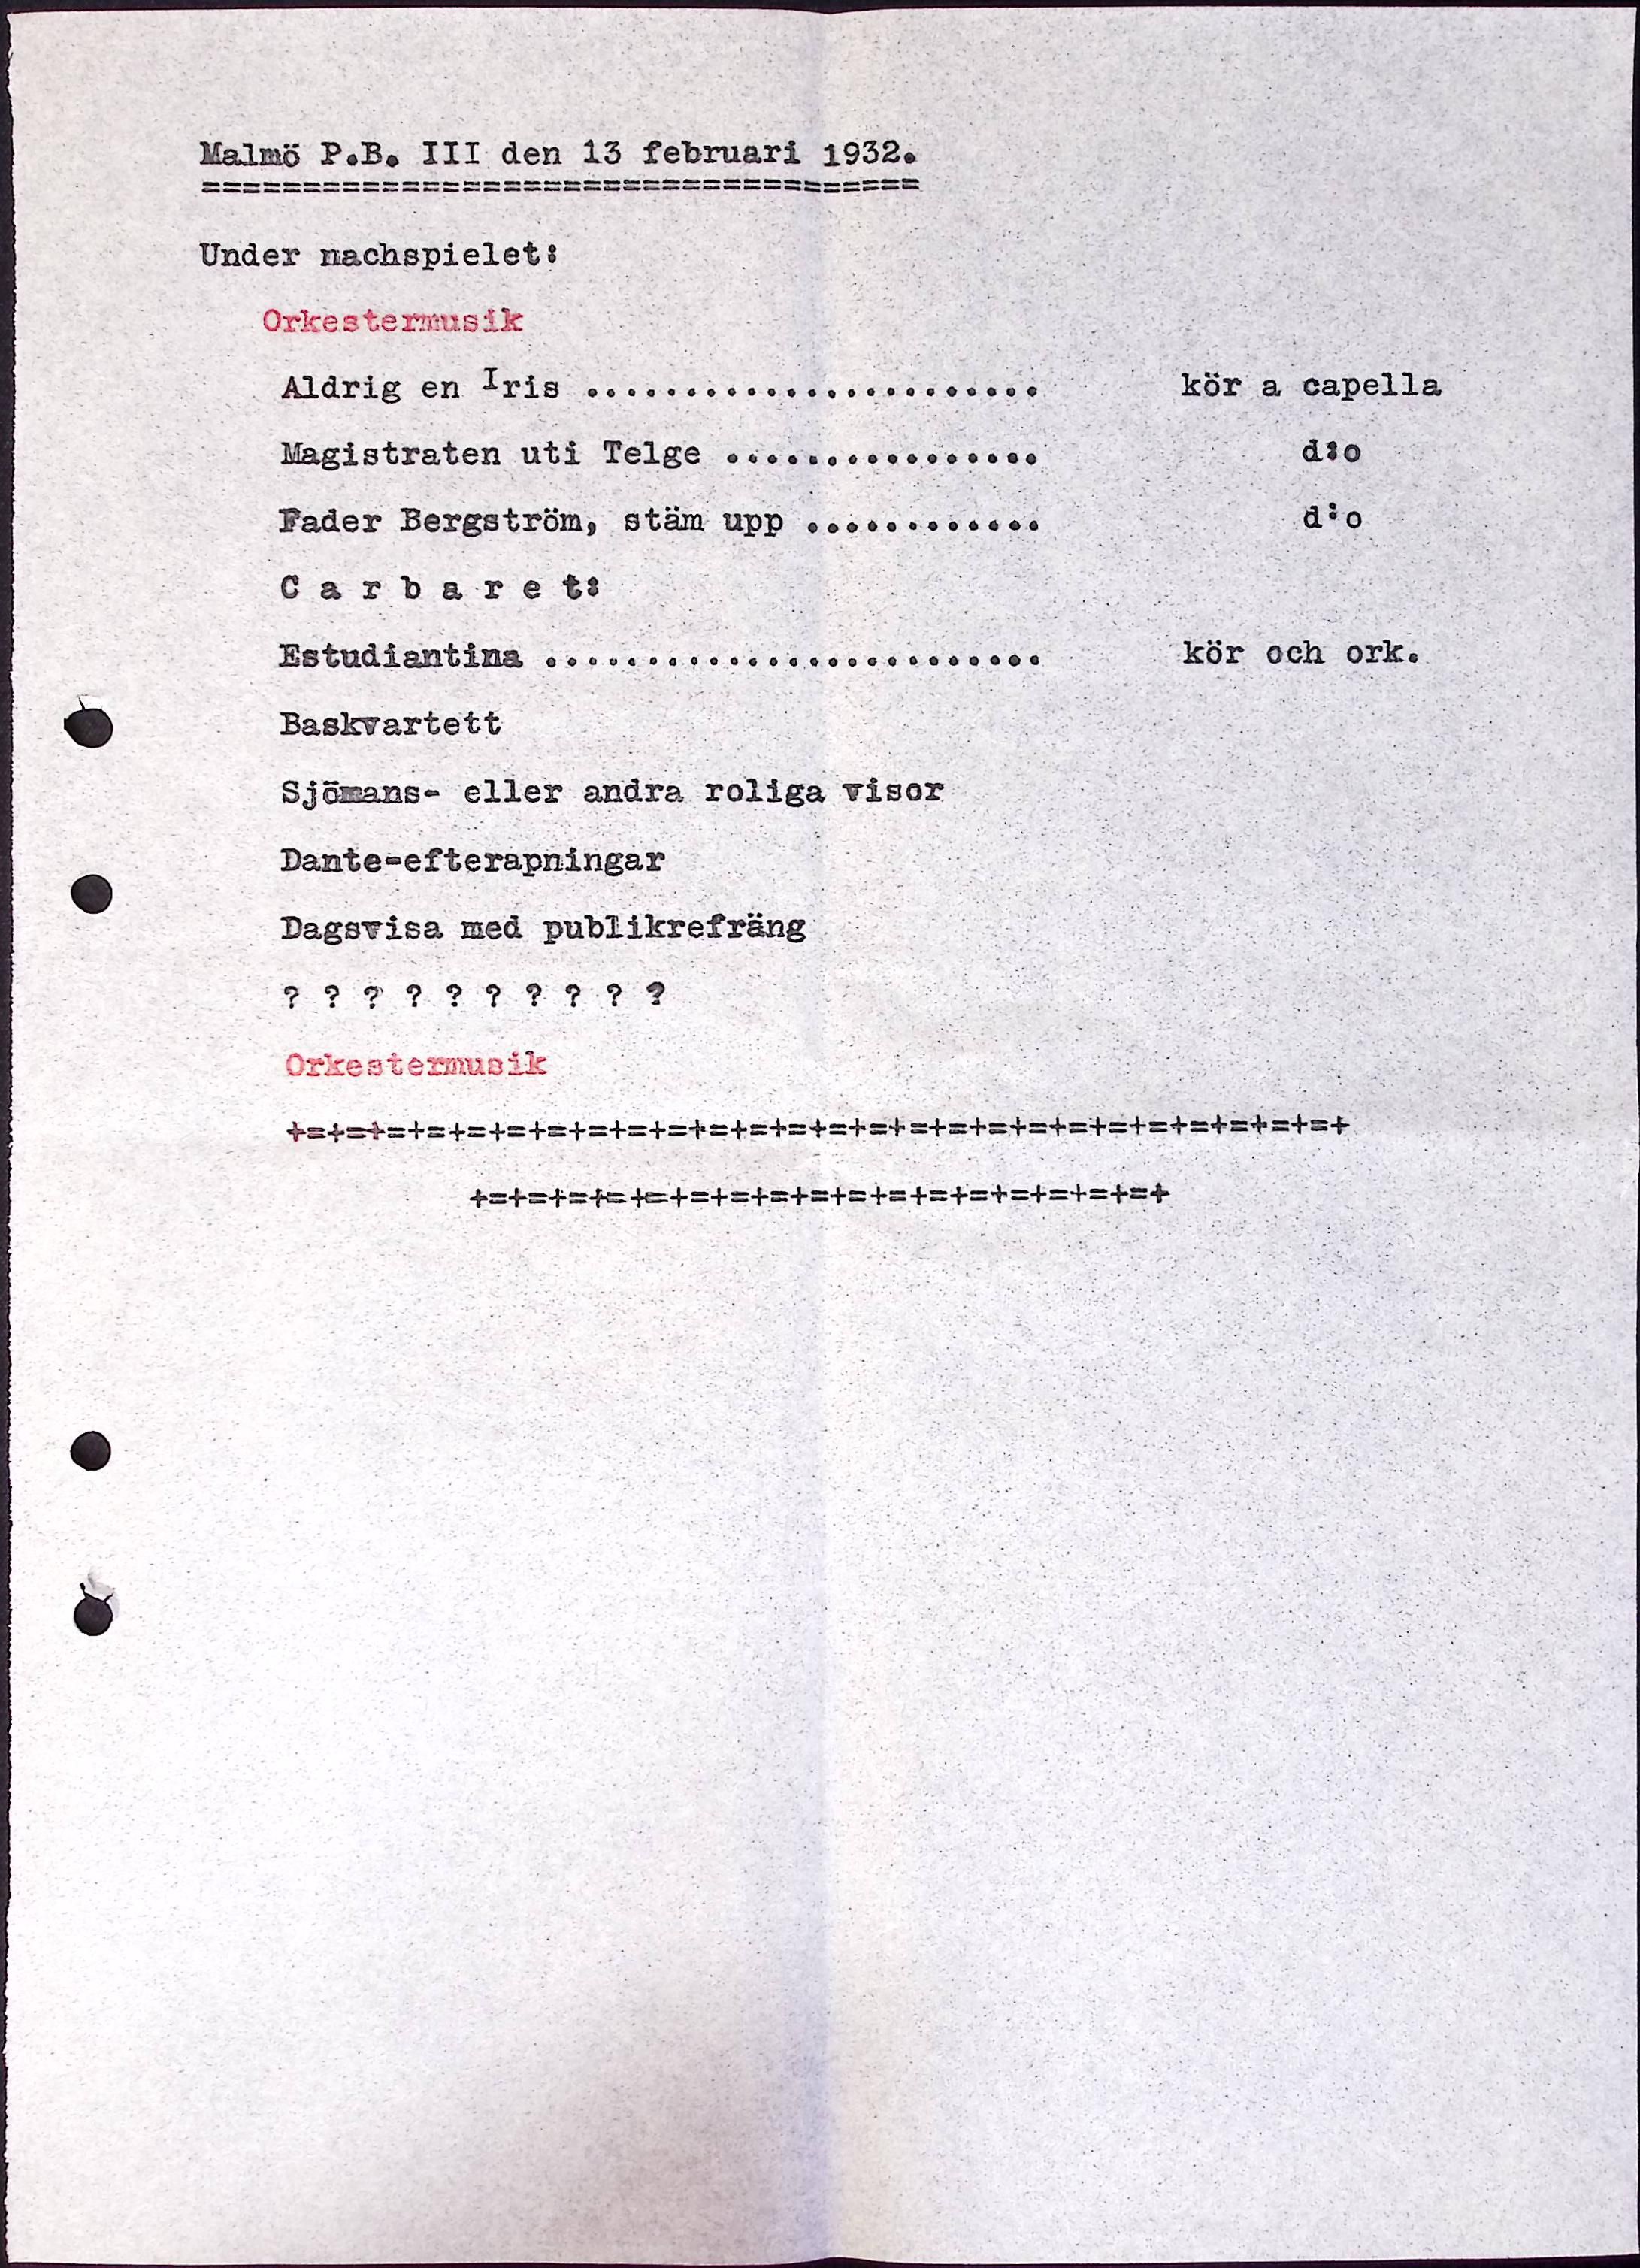 Malmö P.B. III den 13 februari 1932.
====================================
Under nachspielet:
Orkestermusik
Aldrig en Iris ....................... kör a capella
Magistraten uti Telge ................ d:o
Fader Bergström, stäm upp ............ d:o
C a r b a r e t:
Estudiantina ......................... kör och ork.
Baskvartett
Sjömans- eller andra roliga visor
Dante-efterapningar
Dagsvisa med publikrefräng
? ? ? ? ? ? ? ? ? ?
Orkestermusik
+=+=+=+=+=+=+=+=+=+=+=+=+=+=+=+=+=+=+=+=+=+=+=+=+=+=+
+=+=+=+=+=+=+=+=+=+=+=+=+=+=+=+=+=+